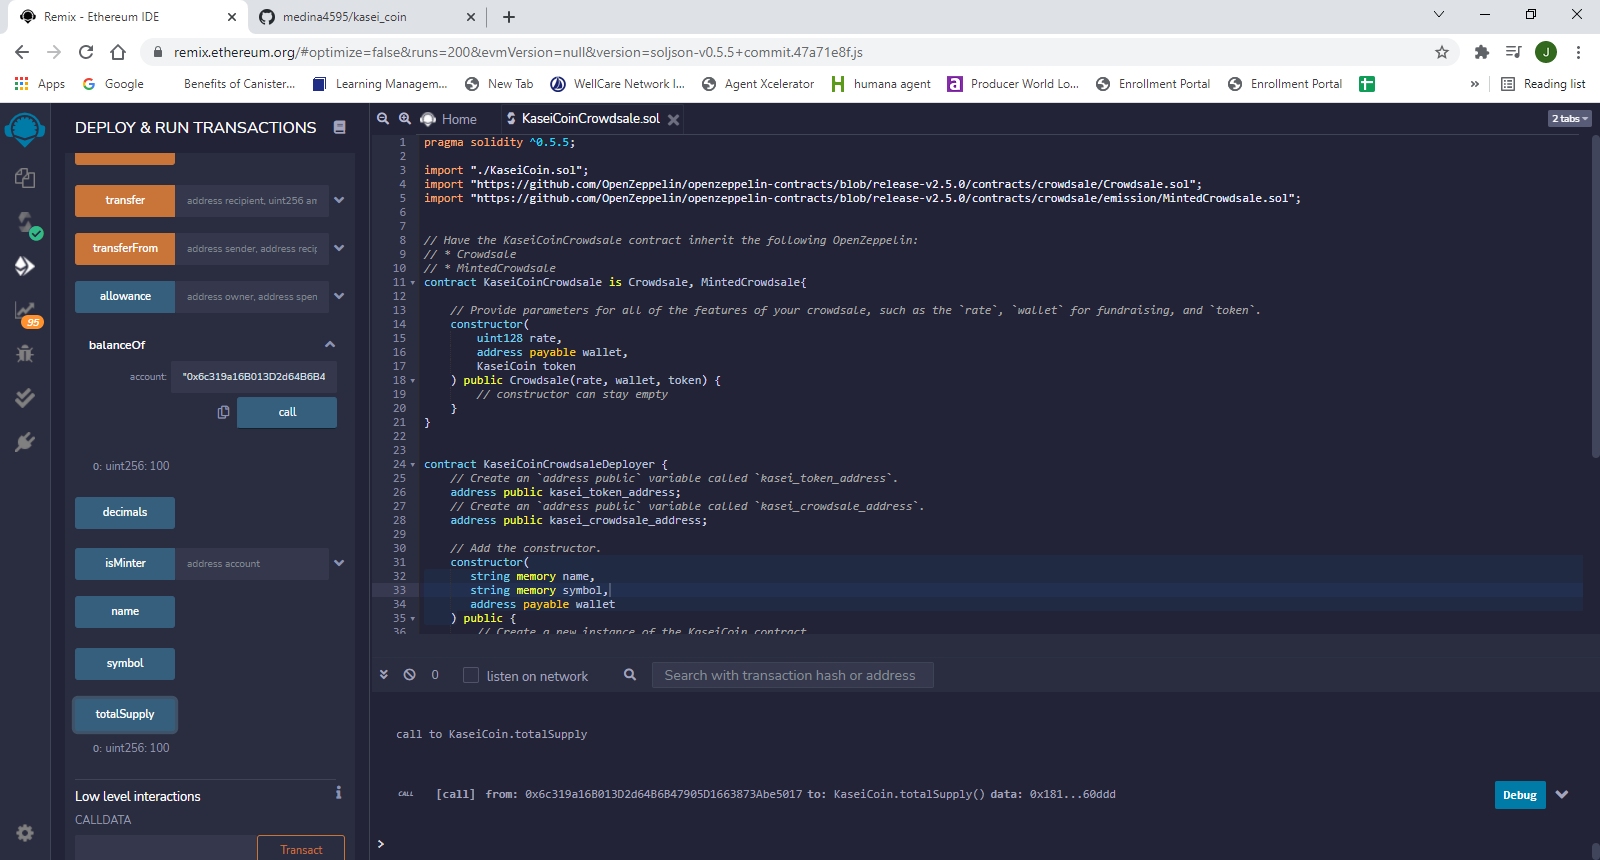 Remix - Ethereum IDE
medina4595/kasei_coin
remix.ethereum.org/#optimize=false&runs=200&evmVersion=null&version=soljson-v0.5.5+commit.47a71e8f.js
J
Apps
Google
Benefits of Canister...
Learning Managem...
New Tab
WellCare Network I...
Agent Xcelerator
humana agent
Producer World Lo...
Enrollment Portal
Enrollment Portal
»
Reading list
DEPLOY & RUN TRANSACTIONS
transfer
address recipient, uint256 am
transferFrom
address sender, address recip
allowance
address owner, address spen
95
balanceOf
account:
"0x6c319a16B013D2d64B6B4
call
0: uint256: 100
decimals
isMinter
address account
name
symbol
totalSupply
0: uint256: 100
Low level interactions
CALLDATA
Transact
Home
KaseiCoinCrowdsale.sol
2 tabs
1 pragma solidity ^0.5.5;
2
3 import "./KaseiCoin.sol";
4 import "https://github.com/OpenZeppelin/openzeppelin-contracts/blob/release-v2.5.0/contracts/crowdsale/Crowdsale.sol";
5 import "https://github.com/OpenZeppelin/openzeppelin-contracts/blob/release-v2.5.0/contracts/crowdsale/emission/MintedCrowdsale.sol";
6
7
8 // Have the KaseiCoinCrowdsale contract inherit the following OpenZeppelin:
9 // * Crowdsale
10 // * MintedCrowdsale
11 contract KaseiCoinCrowdsale is Crowdsale, MintedCrowdsale{
12
13 // Provide parameters for all of the features of your crowdsale, such as the `rate`, `wallet` for fundraising, and `token`.
14 constructor(
15 uint128 rate,
16 address payable wallet,
17 KaseiCoin token
18 ) public Crowdsale(rate, wallet, token) {
19 // constructor can stay empty
20 }
21 }
22
23
24 contract KaseiCoinCrowdsaleDeployer {
25 // Create an `address public` variable called `kasei_token_address`.
26 address public kasei_token_address;
27 // Create an `address public` variable called `kasei_crowdsale_address`.
28 address public kasei_crowdsale_address;
29
30 // Add the constructor.
31 constructor(
32 string memory name,
33 string memory symbol,
34 address payable wallet
35 ) public {
36 // Create a new instance of the KaseiCoin contract.
0
listen on network
Search with transaction hash or address
call to KaseiCoin.totalSupply
CALL [call] from: 0x6c319a16B013D2d64B6B47905D1663873Abe5017 to: KaseiCoin.totalSupply() data: 0x181...60ddd
Debug
>